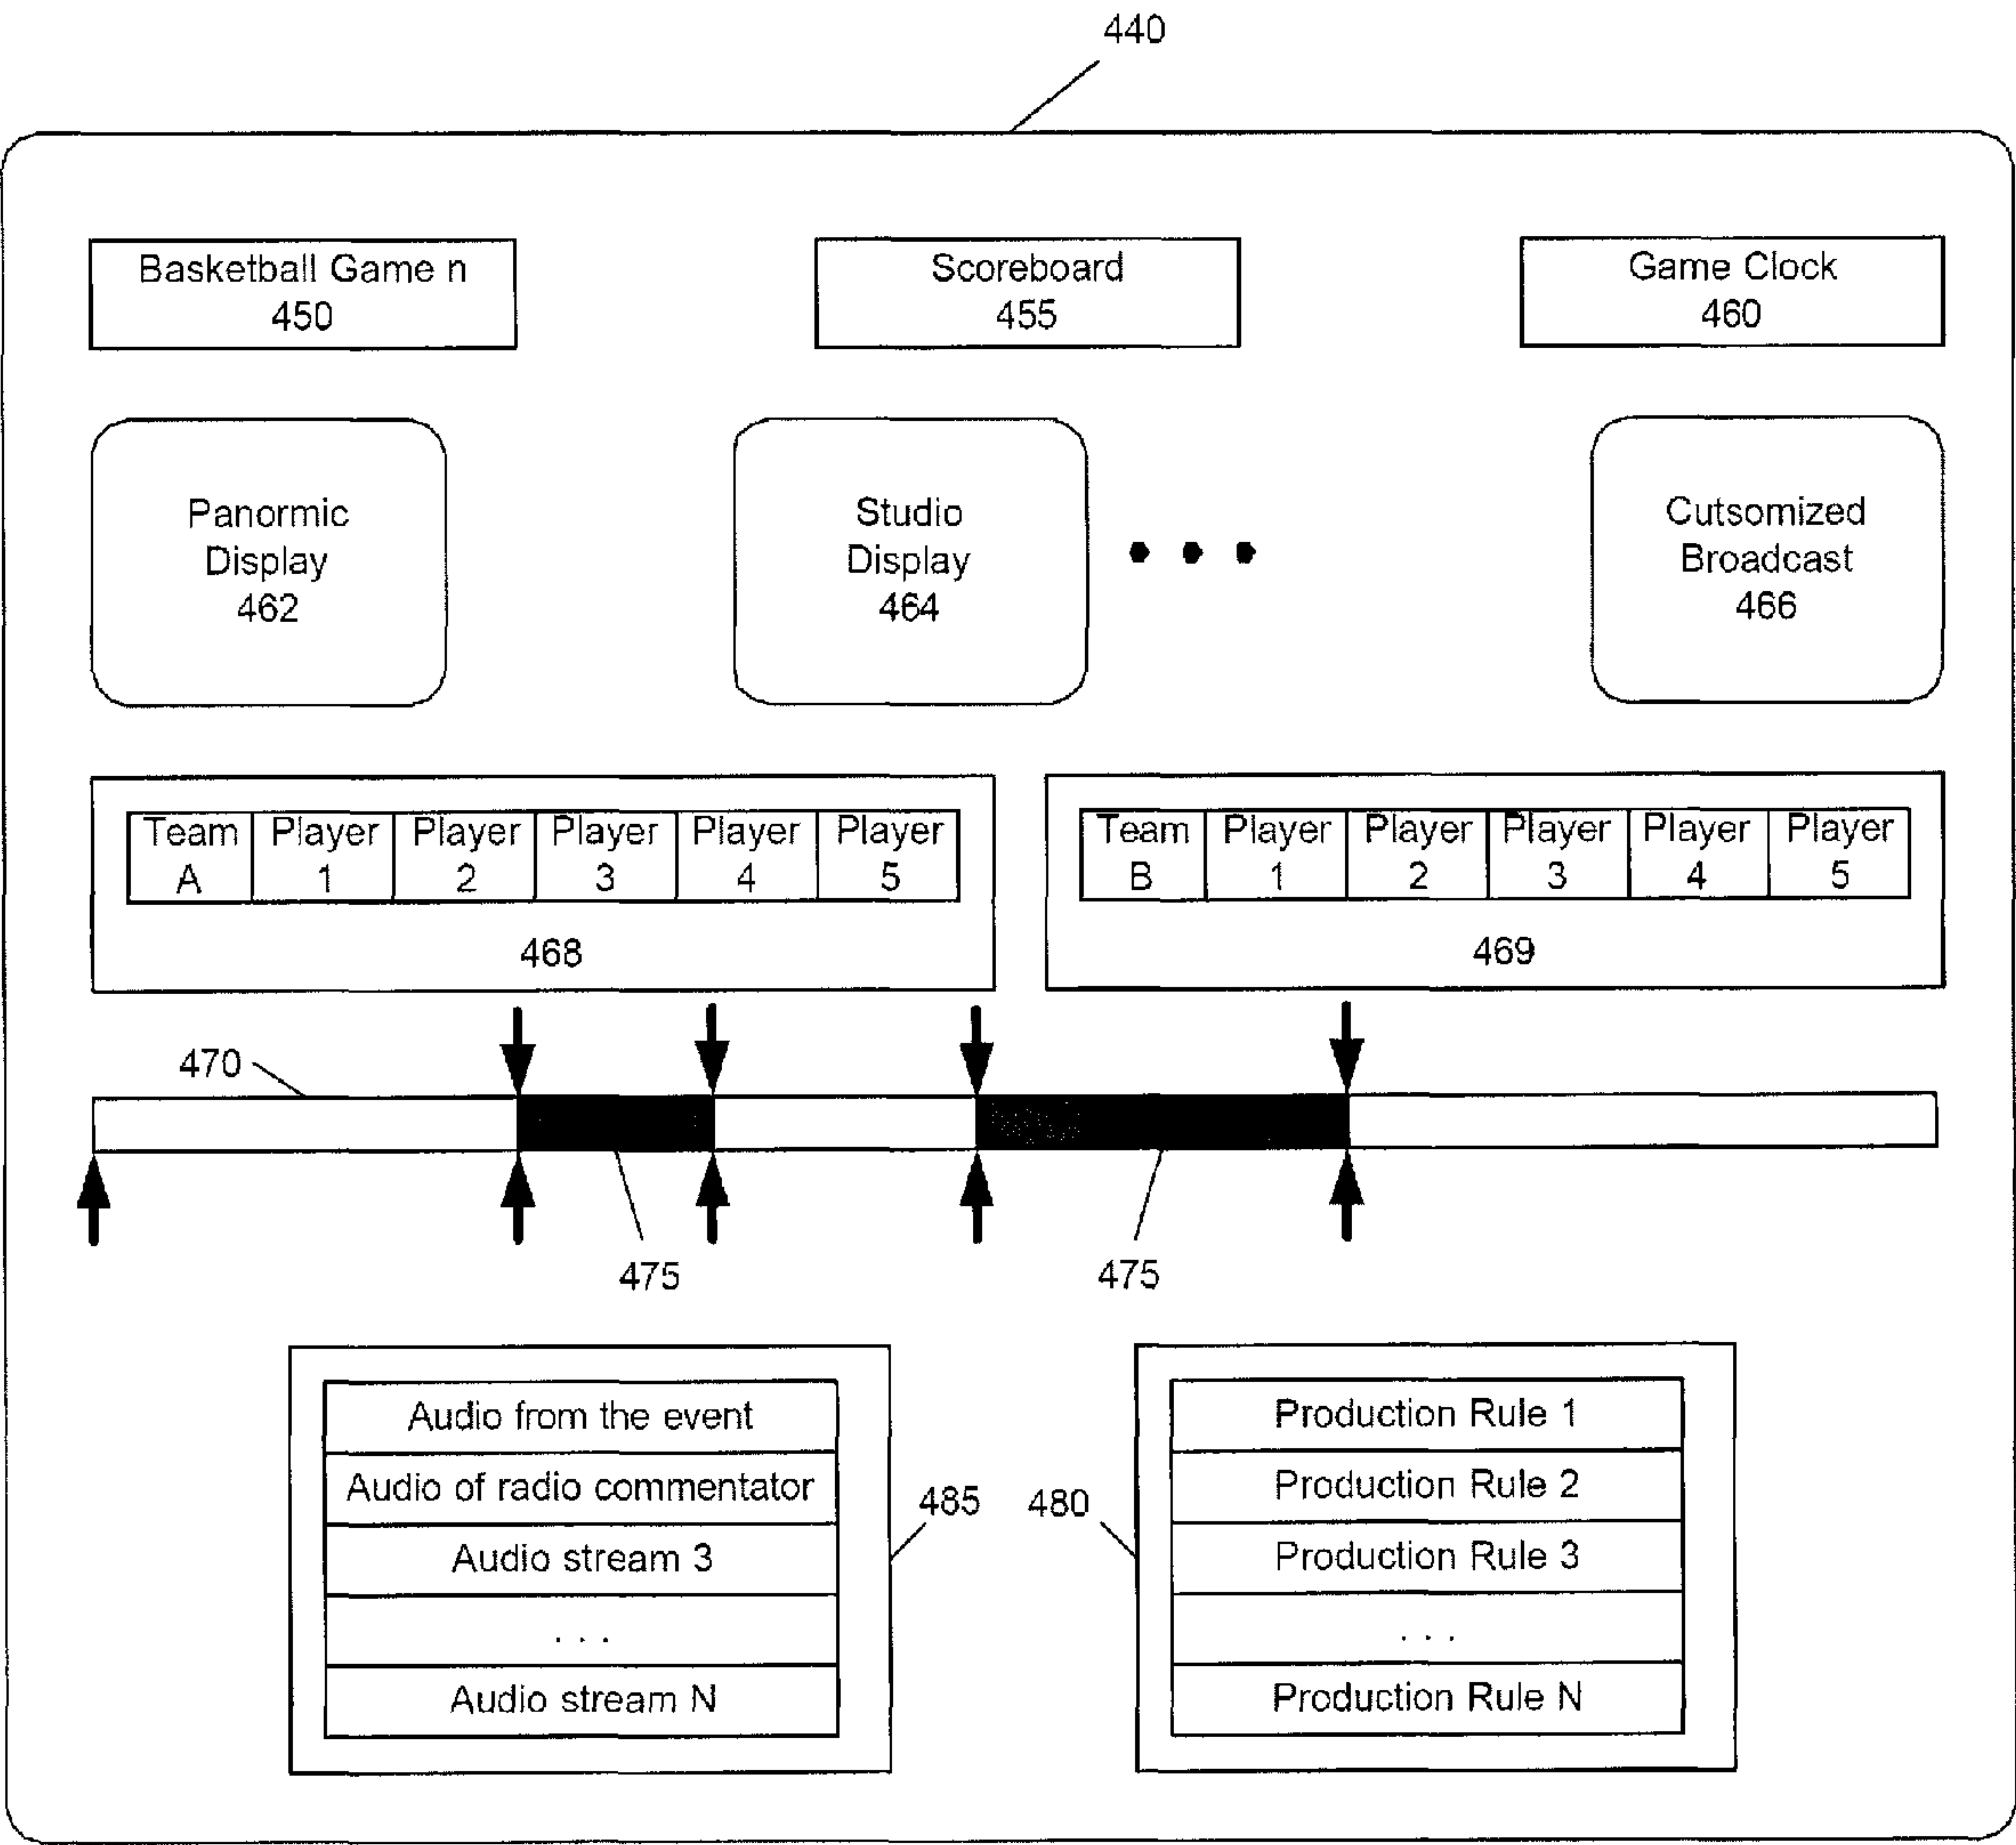 440
Basketball Game n
450
Scoreboard
455
Game Clock
460
Panormic
Display
462
Studio
Display
464
Cutsomized
Broadcast
466
Team A
Player 1
Player 2
Player 3
Player 4
Player 5
468
Team B
Player 1
Player 2
Player 3
Player 4
Player 5
469
470
475
475
Audio from the event
Audio of radio commentator
Audio stream 3
. . .
Audio stream N
485
480
Production Rule 1
Production Rule 2
Production Rule 3
. . .
Production Rule N